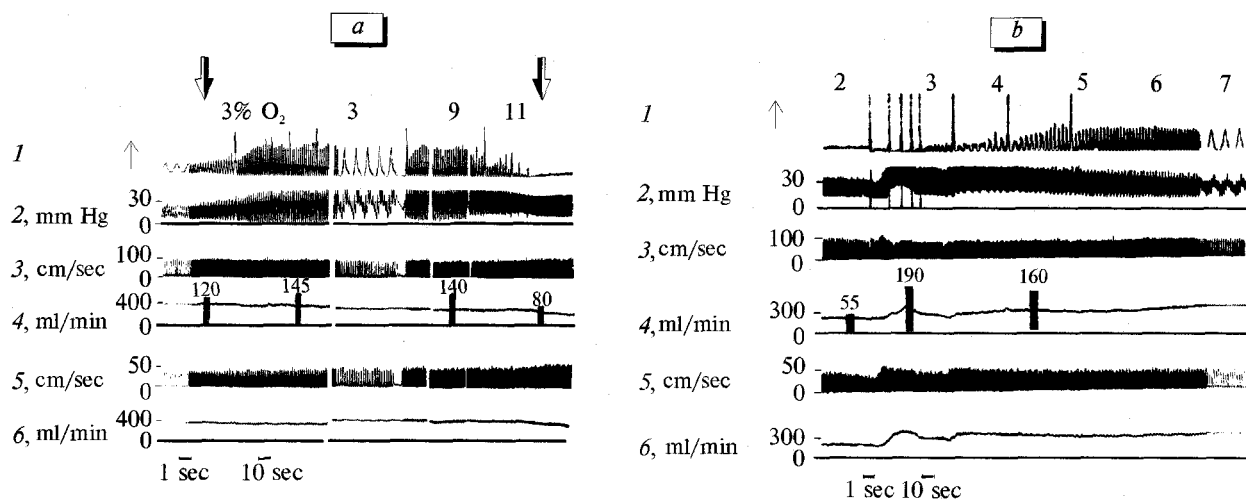 a
3% O2 3 9 11
1
2, mm Hg 30 0
3, cm/sec 100 0
120 145 140 80
4, ml/min 400 0
5, cm/sec 50 0
6, ml/min 400 0
1 sec 10 sec
b
2 3 4 5 6 7
1
2, mm Hg 30 0
3, cm/sec 100 0
55 190 160
4, ml/min 300 0
5, cm/sec 50 0
6, ml/min 300 0
1 sec 10 sec